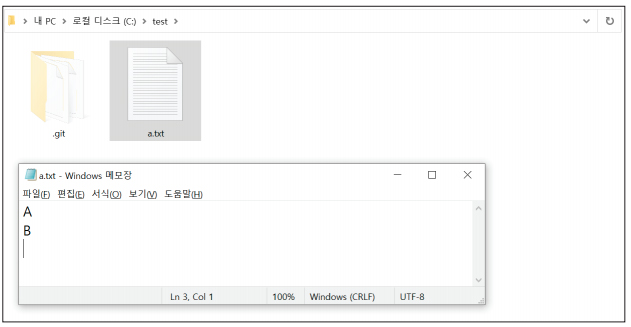 내 PC > 로컬 디스크 (C:) > test >
.git
a.txt
a.txt - Windows 메모장
파일(F) 편집(E) 서식(O) 보기(V) 도움말(H)
A
B
Ln 3, Col 1 100% Windows (CRLF) UTF-8